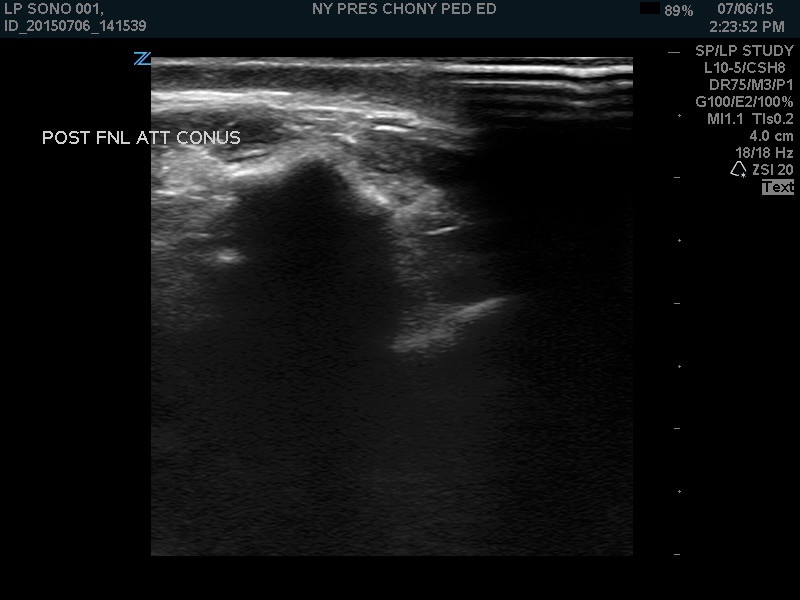 LP SONO 001,
ID_20150706_141539
NY PRES CHONY PED ED
89%
07/06/15
2:23:52 PM
SP/LP STUDY
L10-5/CSH8
DR75/M3/P1
G100/E2/100%
MI1.1 TIs0.2
4.0 cm
18/18 Hz
ZSI 20
Text
Z
POST FNL ATT CONUS